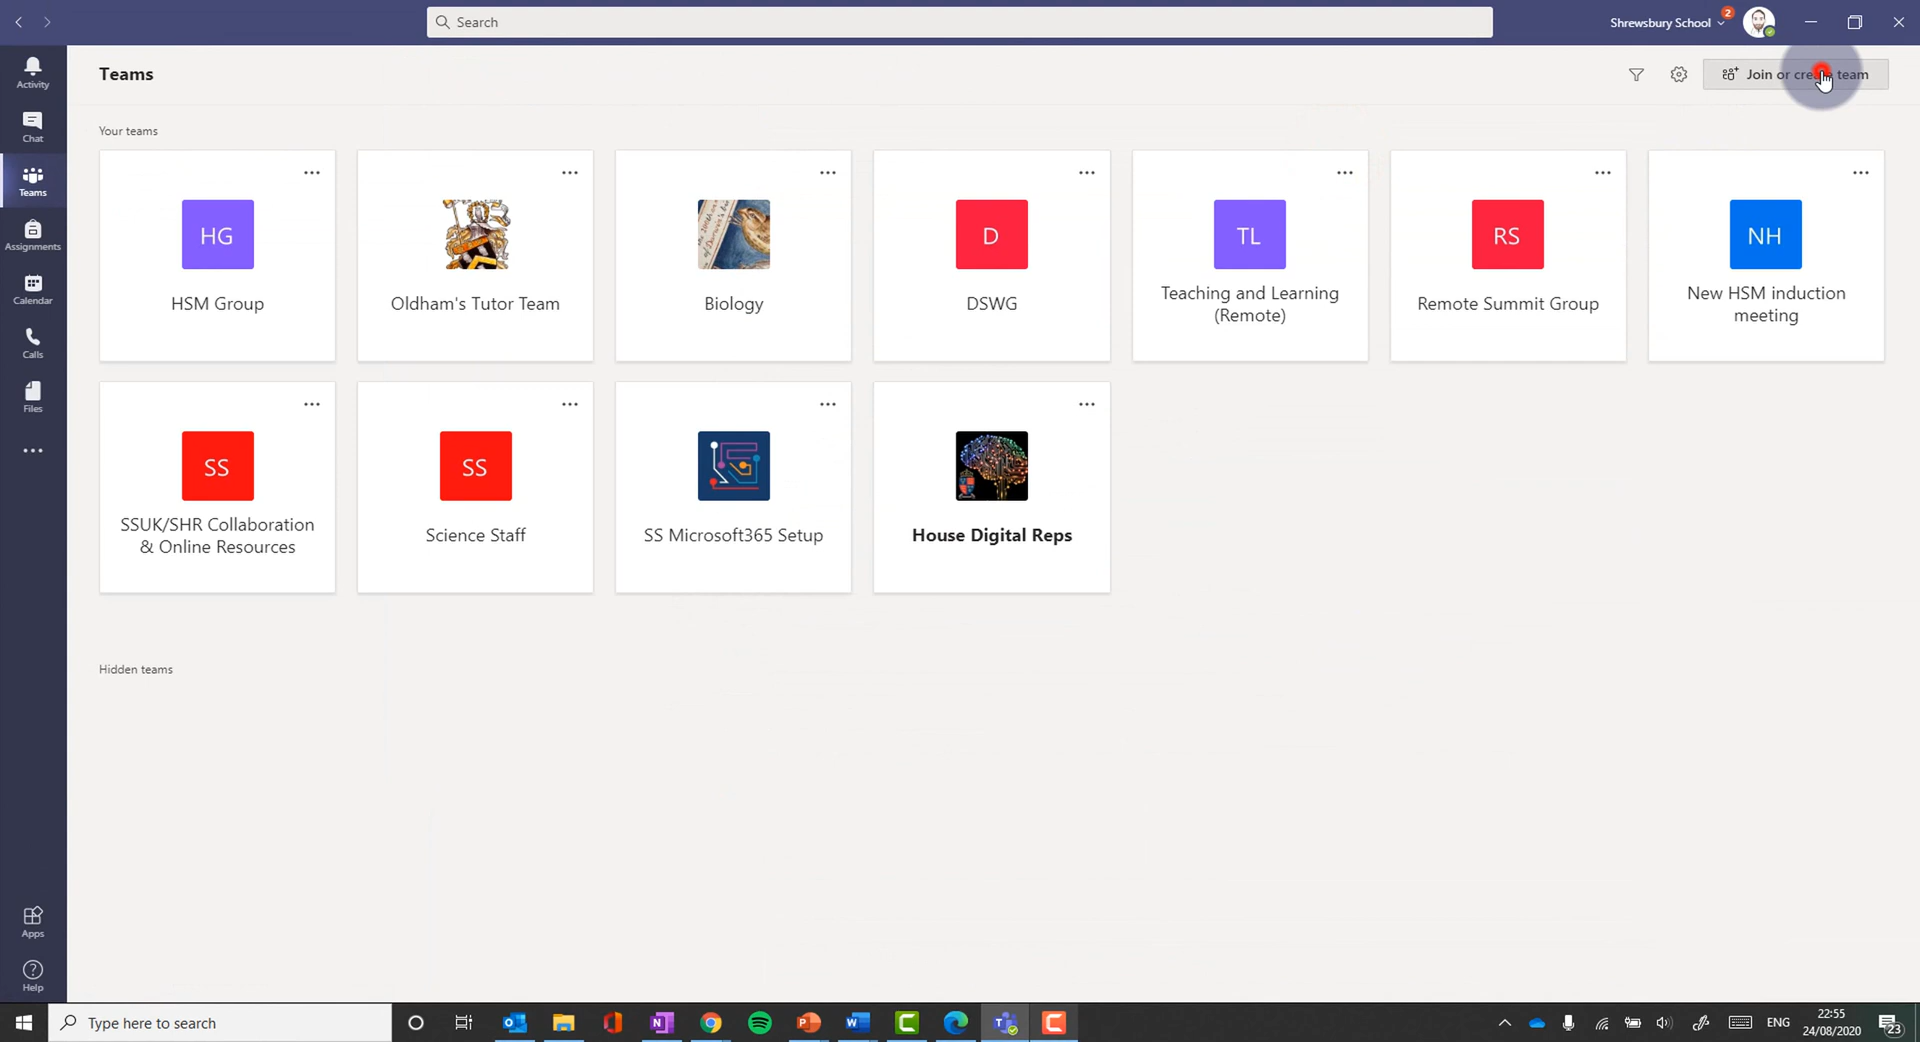 Search
Shrewsbury School
2
Activity
Chat
Teams
Assignments
Calendar
Calls
Files
Apps
Help
Teams
Join or create team
Your teams
HG
HSM Group
Oldham's Tutor Team
Biology
D
DSWG
TL
Teaching and Learning
(Remote)
RS
Remote Summit Group
NH
New HSM induction
meeting
SS
SSUK/SHR Collaboration
& Online Resources
SS
Science Staff
SS Microsoft365 Setup
House Digital Reps
Hidden teams
Type here to search
ENG
22:55
24/08/2020
23